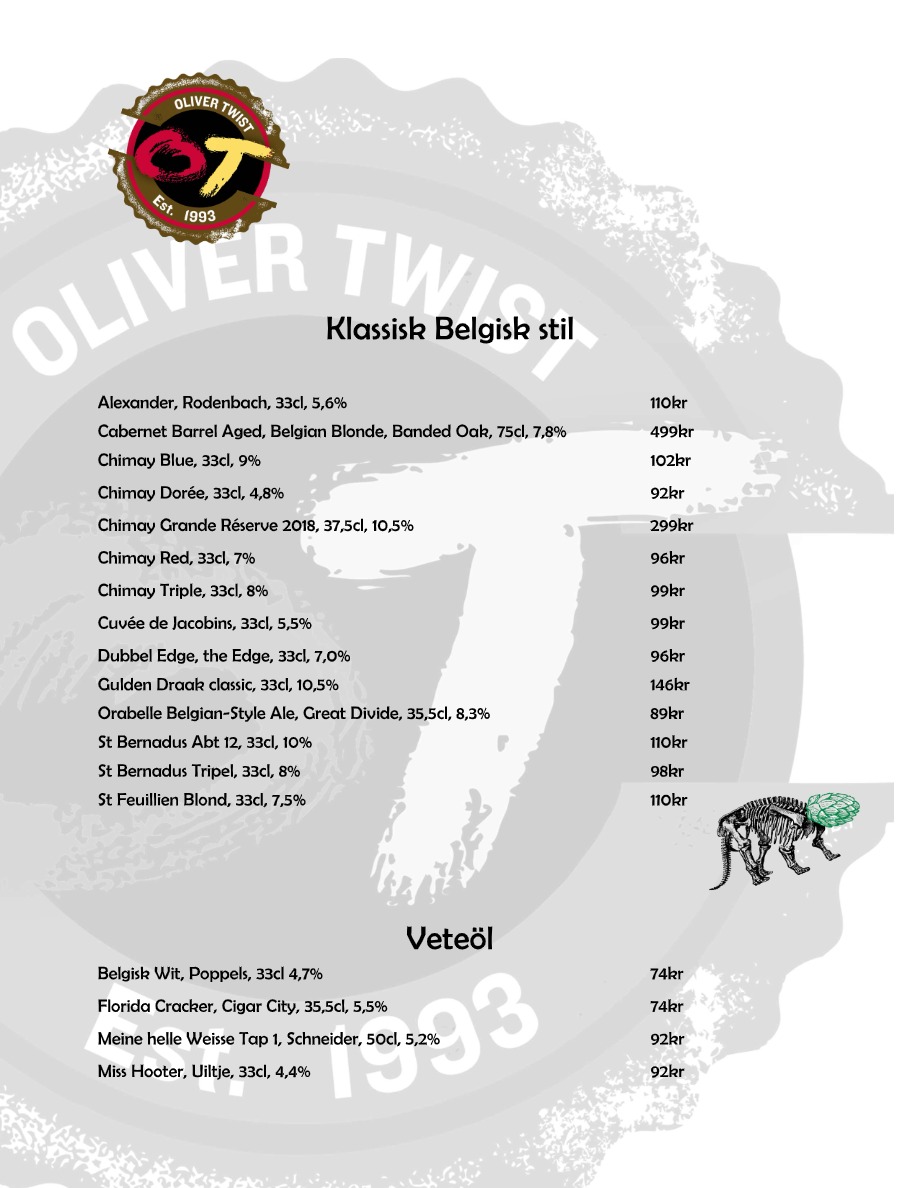 OLIVER TWIST
OT
Est. 1993
OLIVER TWIST
Klassisk Belgisk stil
Alexander, Rodenbach, 33cl, 5,6% 110kr
Cabernet Barrel Aged, Belgian Blonde, Banded Oak, 75cl, 7,8% 499kr
Chimay Blue, 33cl, 9% 102kr
Chimay Dorée, 33cl, 4,8% 92kr
Chimay Grande Réserve 2018, 37,5cl, 10,5% 299kr
Chimay Red, 33cl, 7% 96kr
Chimay Triple, 33cl, 8% 99kr
Cuvée de Jacobins, 33cl, 5,5% 99kr
Dubbel Edge, the Edge, 33cl, 7,0% 96kr
Gulden Draak classic, 33cl, 10,5% 146kr
Orabelle Belgian-Style Ale, Great Divide, 35,5cl, 8,3% 89kr
St Bernadus Abt 12, 33cl, 10% 110kr
St Bernadus Tripel, 33cl, 8% 98kr
St Feuillien Blond, 33cl, 7,5% 110kr
Veteöl
Belgisk Wit, Poppels, 33cl 4,7% 74kr
Florida Cracker, Cigar City, 35,5cl, 5,5% 74kr
Meine helle Weisse Tap 1, Schneider, 50cl, 5,2% 92kr
Miss Hooter, Uiltje, 33cl, 4,4% 92kr
Est. 1993